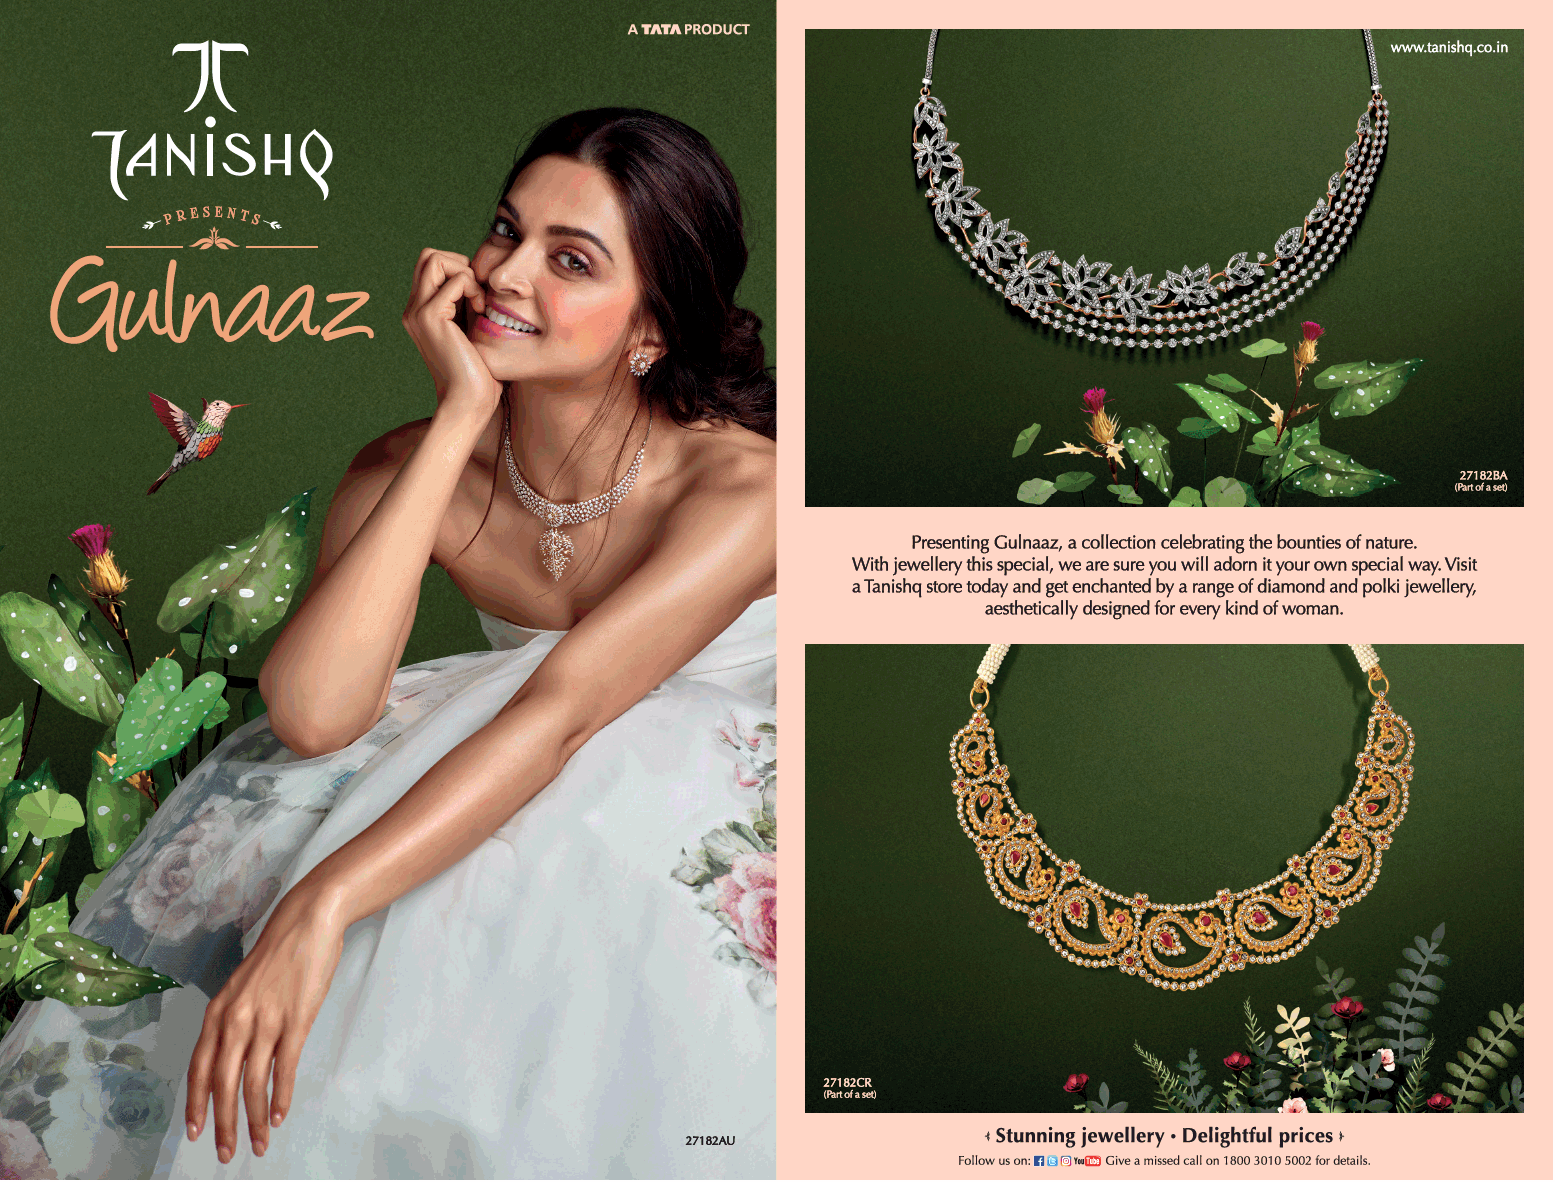 A TATA PRODUCT
TANiSHQ
PRESENTS
Gulnaaz
27182AU
www.tanishq.co.in
27182BA
(Part of a set)
Presenting Gulnaaz, a collection celebrating the bounties of nature.
With jewellery this special, we are sure you will adorn it your own special way. Visit
a Tanishq store today and get enchanted by a range of diamond and polki jewellery,
aesthetically designed for every kind of woman.
27182CR
(Part of a set)
Stunning jewellery • Delightful prices
Follow us on: YouTube Give a missed call on 1800 3010 5002 for details.